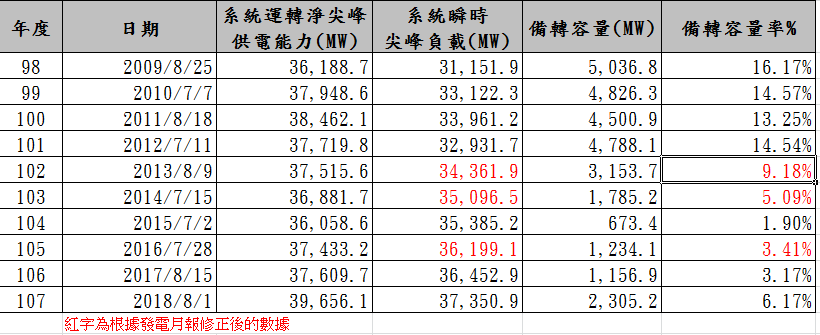 年度 日期 系統運轉淨尖峰供電能力(MW) 系統瞬時尖峰負載(MW) 備轉容量(MW) 備轉容量率%
98 2009/8/25 36,188.7 31,151.9 5,036.8 16.17%
99 2010/7/7 37,948.6 33,122.3 4,826.3 14.57%
100 2011/8/18 38,462.1 33,961.2 4,500.9 13.25%
101 2012/7/11 37,719.8 32,931.7 4,788.1 14.54%
102 2013/8/9 37,515.6 34,361.9 3,153.7 9.18%
103 2014/7/15 36,881.7 35,096.5 1,785.2 5.09%
104 2015/7/2 36,058.6 35,385.2 673.4 1.90%
105 2016/7/28 37,433.2 36,199.1 1,234.1 3.41%
106 2017/8/15 37,609.7 36,452.9 1,156.9 3.17%
107 2018/8/1 39,656.1 37,350.9 2,305.2 6.17%
紅字為根據發電月報修正後的數據